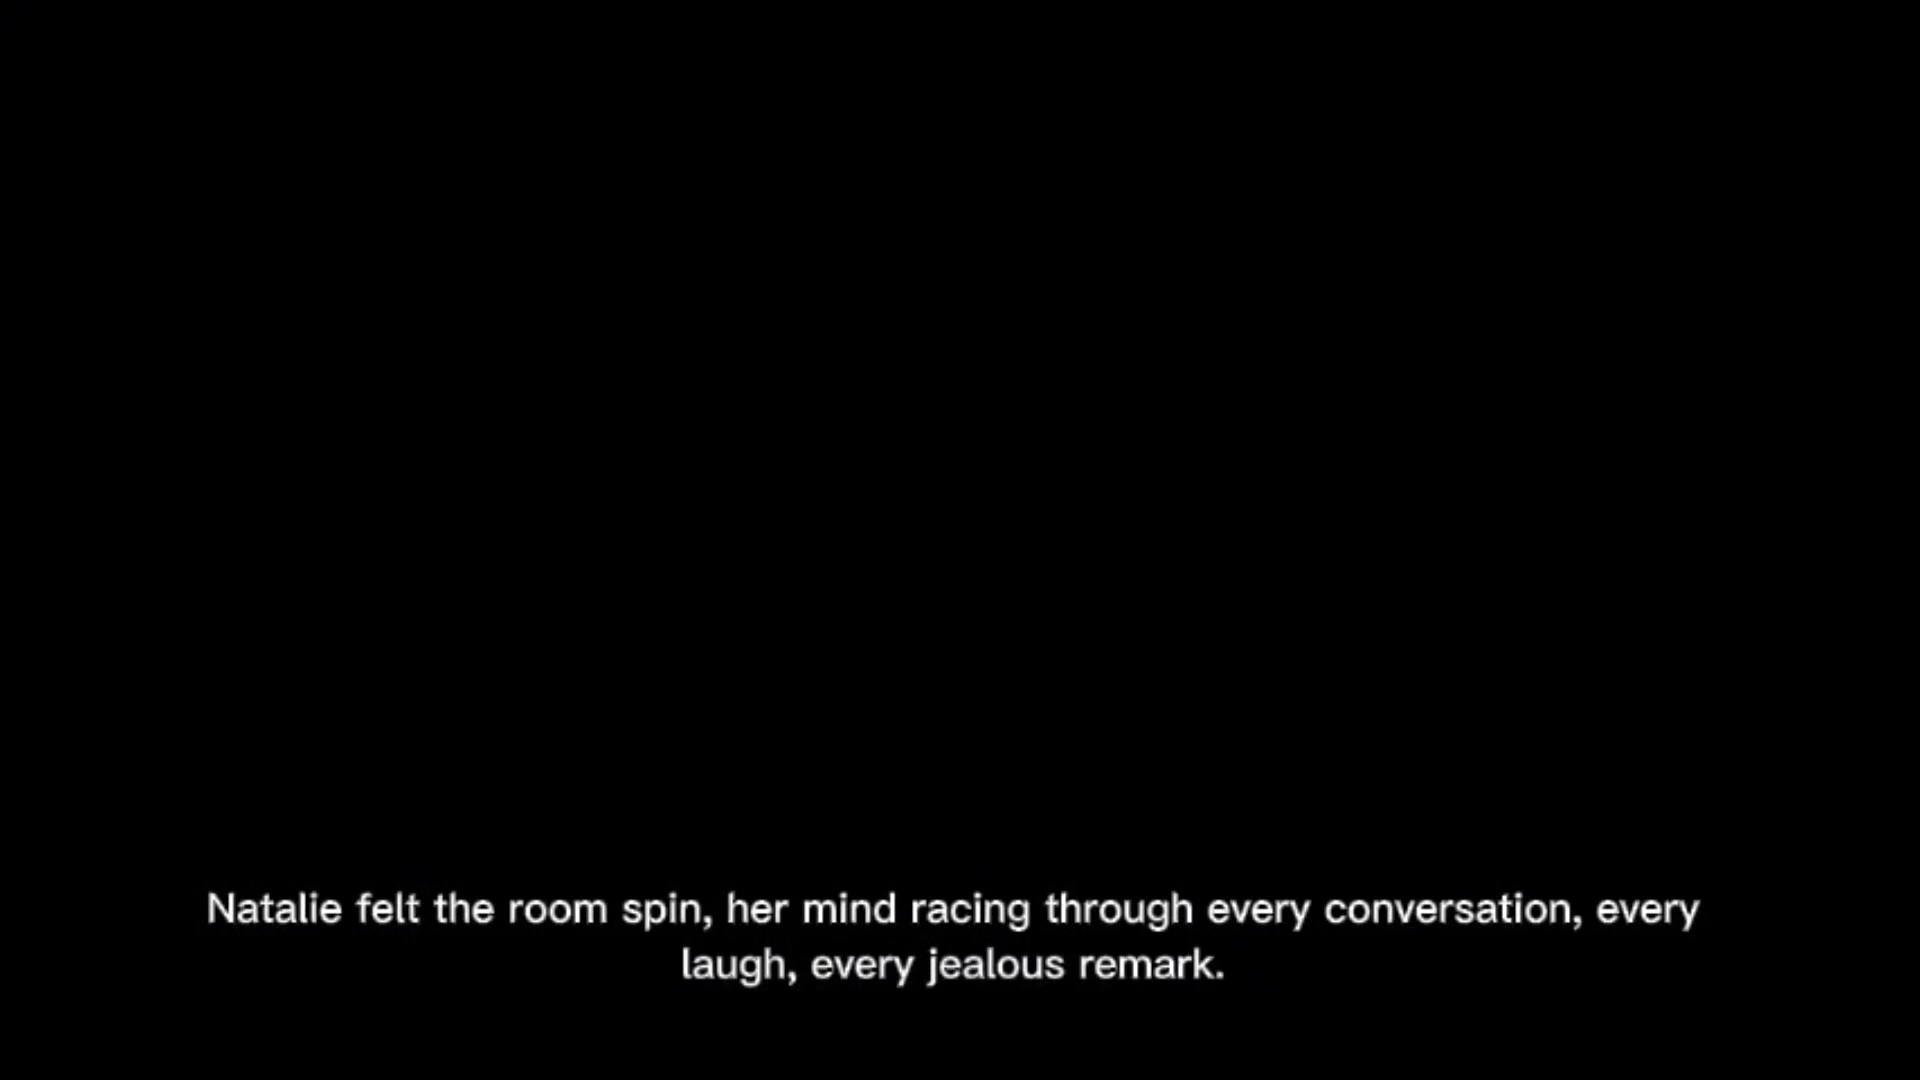 Natalie felt the room spin, her mind racing through every conversation, every
laugh, every jealous remark.